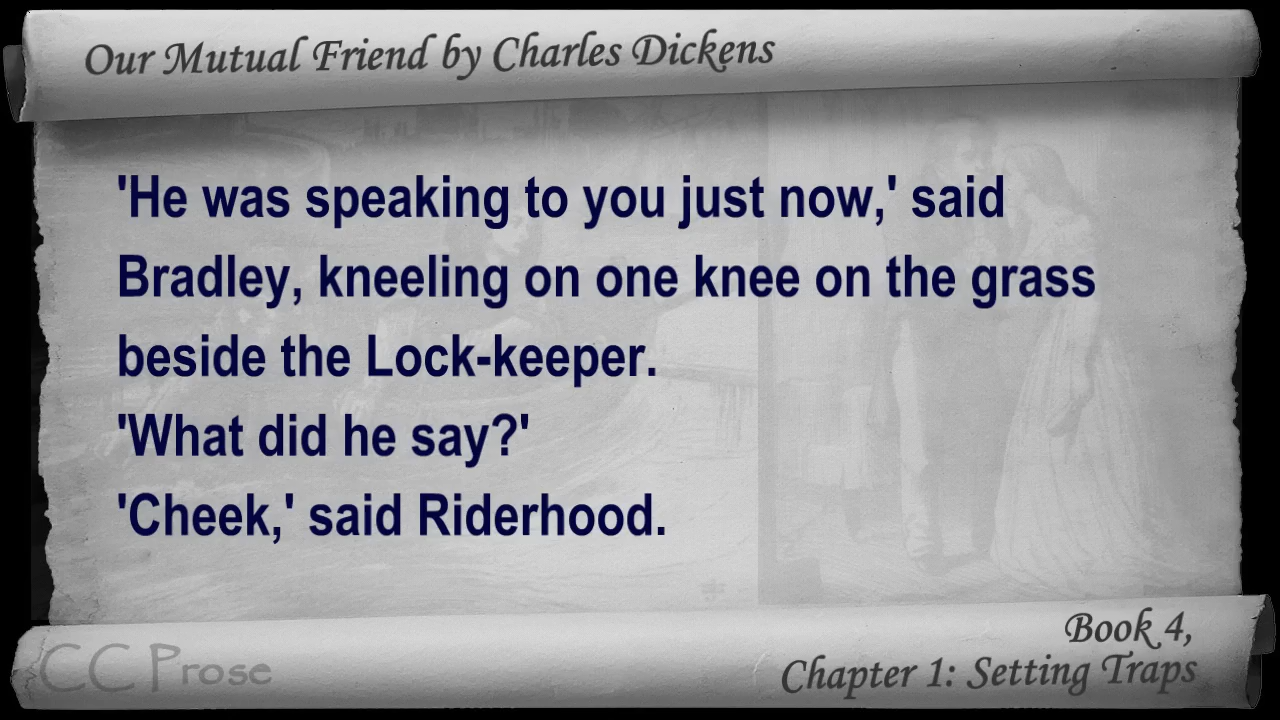 Our Mutual Friend by Charles Dickens
'He was speaking to you just now,' said
Bradley, kneeling on one knee on the grass
beside the Lock-keeper.
'What did he say?'
'Cheek,' said Riderhood.
Book 4,
CC Prose
Chapter 1: Setting Traps